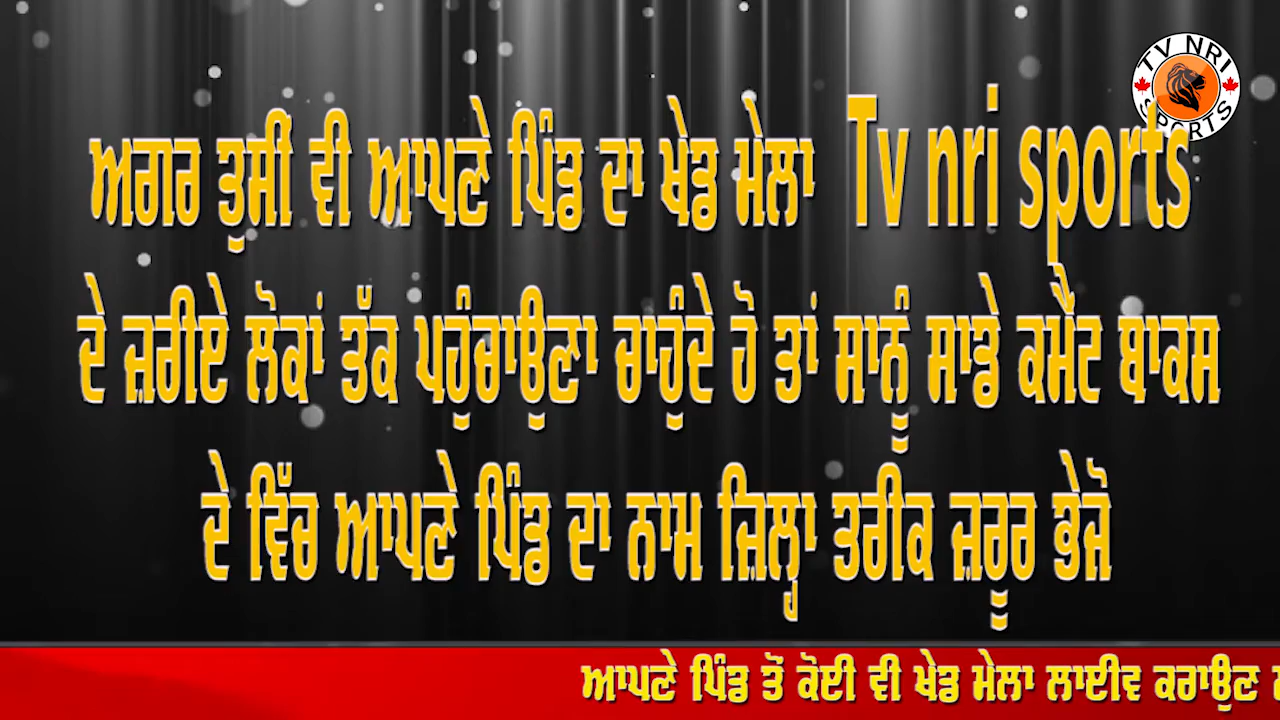 TV NRI SPORTS
ਅਗਰ ਤੁਸੀਂ ਵੀ ਆਪਣੇ ਪਿੰਡ ਦਾ ਖੇਡ ਮੇਲਾ Tv nri sports
ਦੇ ਜ਼ਰੀਏ ਲੋਕਾਂ ਤੱਕ ਪਹੁੰਚਾਉਣਾ ਚਾਹੁੰਦੇ ਹੋ ਤਾਂ ਸਾਨੂੰ ਸਾਡੇ ਕਮੈਂਟ ਬਾਕਸ
ਦੇ ਵਿੱਚ ਆਪਣੇ ਪਿੰਡ ਦਾ ਨਾਮ ਜ਼ਿਲ੍ਹਾ ਤਰੀਕ ਜ਼ਰੂਰ ਭੇਜੋ
ਆਪਣੇ ਪਿੰਡ ਤੋਂ ਕੋਈ ਵੀ ਖੇਡ ਮੇਲਾ ਲਾਈਵ ਕਰਾਉਣ